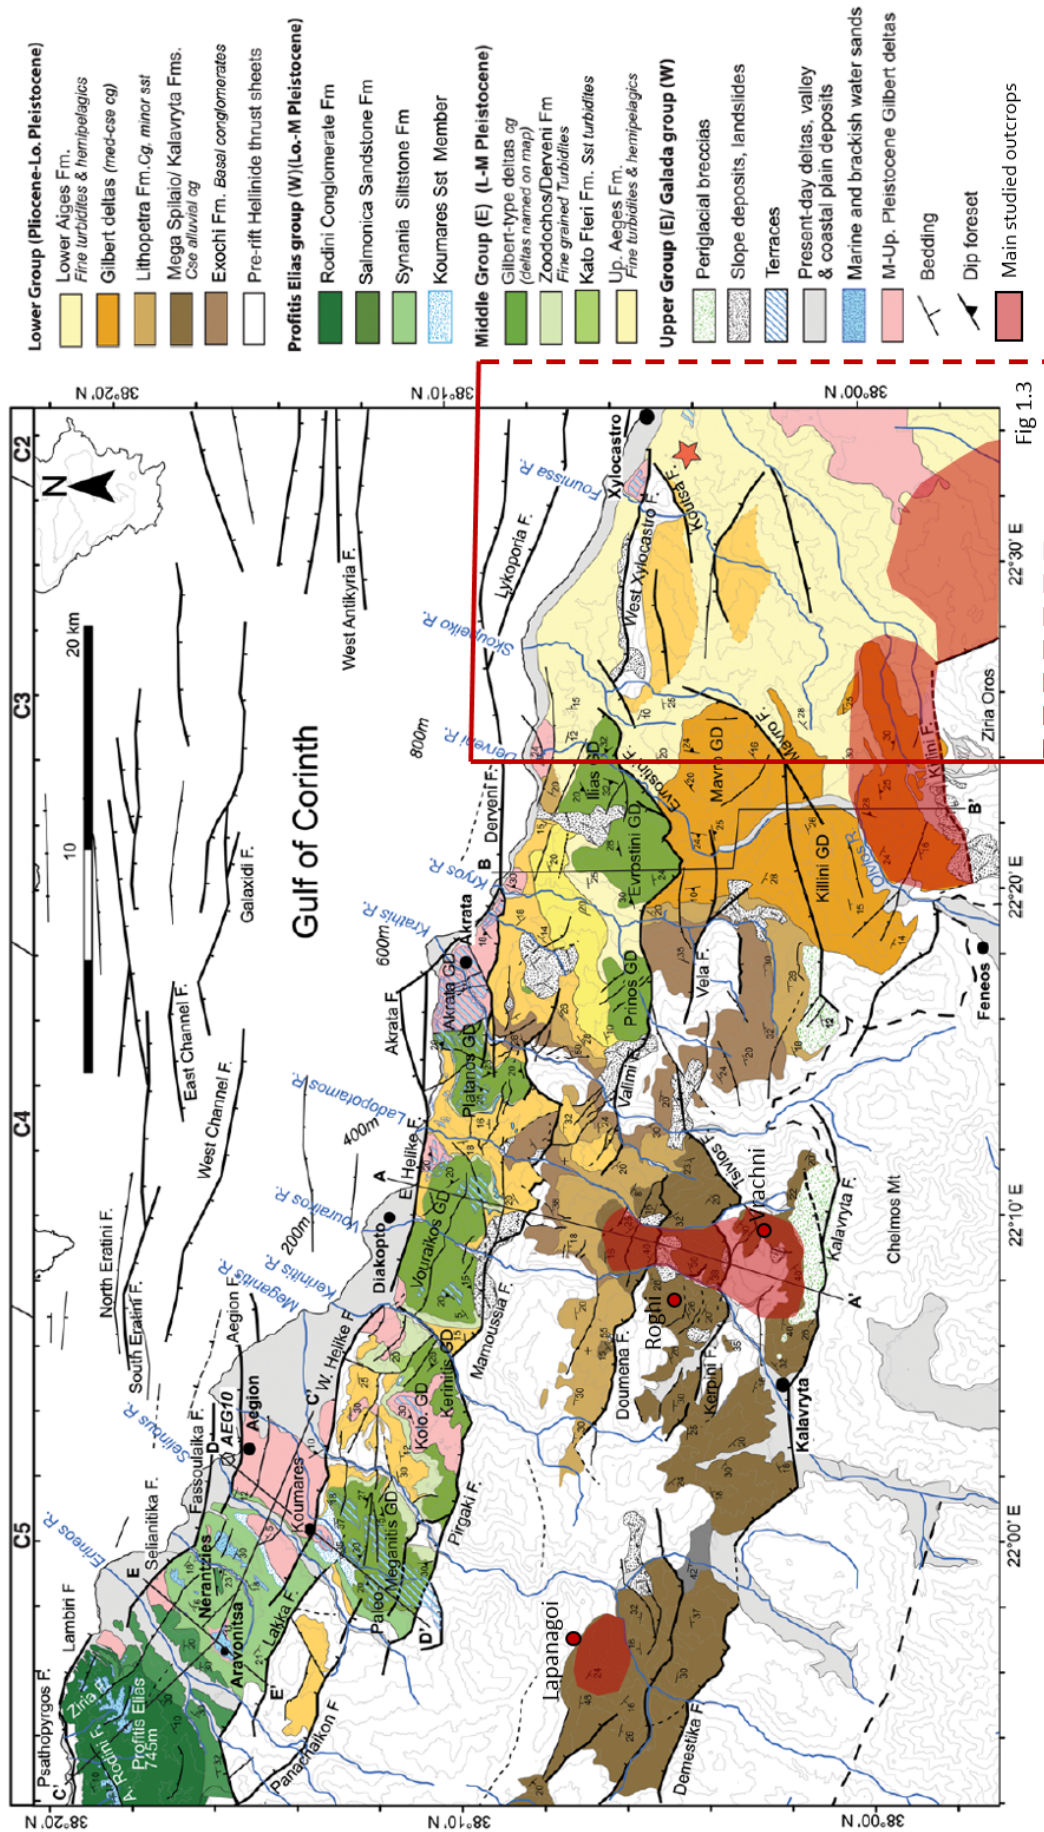 Lower Group (Pliocene-Lo. Pleistocene)
Lower Aiges Fm.
Fine turbidites & hemipelagics
Gilbert deltas (med-cse cg)
Lithopetra Fm.Cg, minor sst
Mega Spilaio/ Kalavryta Fms.
Cse alluvial cg
Exochi Fm. Basal conglomerates
Pre-rift Hellinide thrust sheets
Profitis Elias group (W)(Lo.-M Pleistocene)
Rodini Conglomerate Fm
Salmonica Sandstone Fm
Synania Siltstone Fm
Koumares Sst Member
Middle Group (E) (L-M Pleistocene)
Gilbert-type deltas cg
(deltas named on map)
Zoodochos/Derveni Fm
Fine grained Turbidites
Kato Fteri Fm. Sst turbidites
Up. Aeges Fm.
Fine turbidites & hemipelagics
Upper Group (E)/ Galada group (W)
Periglacial breccias
Slope deposits, landslides
Terraces
Present-day deltas, valley
& coastal plain deposits
Marine and brackish water sands
M-Up. Pleistocene Gilbert deltas
Bedding
Dip foreset
Main studied outcrops
C5
C4
C3
C2
N
10
20 km
Gulf of Corinth
North Eratini F.
South Eratini F.
West Channel F.
East Channel F.
Galaxidi F.
West Antikyria F.
Lykoporia F.
200m
400m
600m
800m
Psathopyrgos F.
Lambiri F
Selianitika F.
Fassoulaika F.
Aegion F.
W. Helike F.
E. Helike F.
Akrata F.
Derveni F.
West Xylocastro F.
Koutsa F.
Erineos R.
Selinous R.
Meganitis R.
Kerinitis R.
Vouraikos R.
Ladopotamos R.
Krathis R.
Kryos R.
Derveni R.
Skoupeiko R.
Founissa R.
Olvios R.
Ziria F.
A. Rodini F.
Profitis Elias
745m
Nerantzies
Aravonitsa
Lakka F.
Panachaikon F
AEG10
Aegion
Koumares
Paleo
Meganitis GD
Kolo. GD
Kerinitis GD
Pirgaki F.
Mamoussia F.
Diakopto
Vouraikos GD
Platanos GD
Akrata GD
Akrata
Xylocastro
Ilias GD
Evrostini GD
Evrostini F.
Prinos GD
Valimi F.
Vela F.
Mavro GD
Mavro F.
Killini GD
Killini F.
Tsivlos F.
Doumena F.
Kerpini F.
Kalavryta F.
Demestika F.
Lapanagoi
Roghi
Vrachni
Kalavryta
Chelmos Mt
Feneos
Ziria Oros
A
A'
B
B'
C'
C'
D
D'
E
E'
38°20' N
38°10' N
38°00' N
38°20' N
38°10'
38°00' N
22°00' E
22°10' E
22°20' E
22°30' E
Fig 1.3